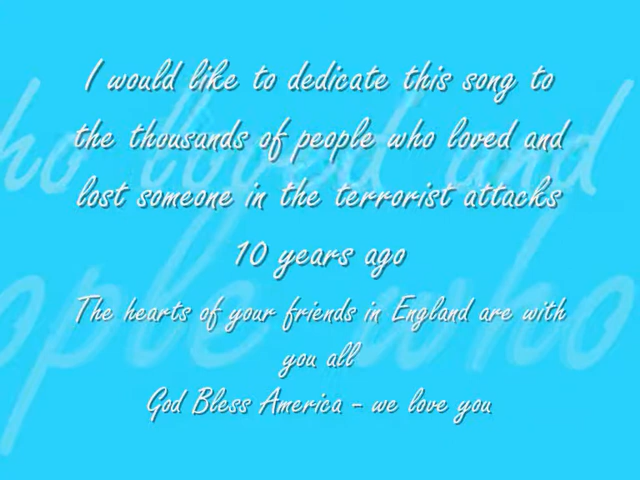 I would like to dedicate this song to
the thousands of people who loved and
lost someone in the terrorist attacks
10 years ago
The hearts of your friends in England are with
you all
God Bless America - we love you